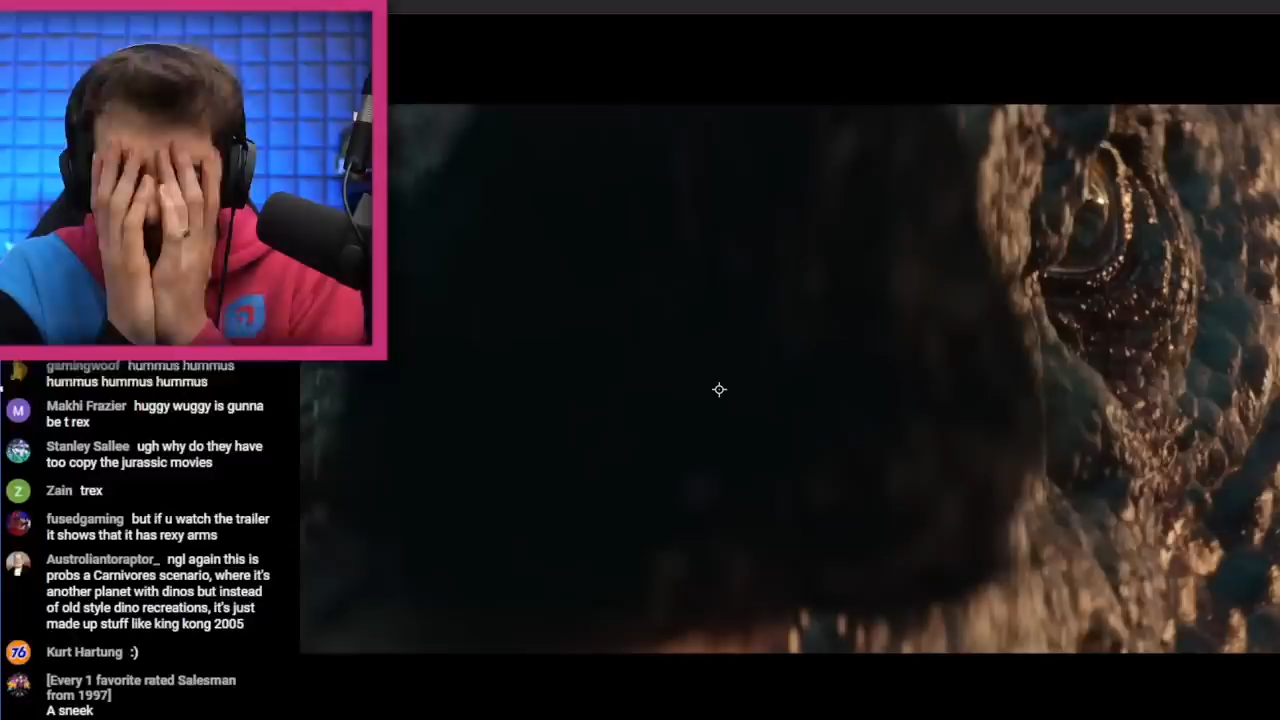 gamingwoof hummus hummus
hummus hummus hummus
M
Makhi Frazier huggy wuggy is gunna
be t rex
Stanley Sallee ugh why do they have
too copy the jurassic movies
Z
Zain trex
fusedgaming but if u watch the trailer
it shows that it has rexy arms
Australiantoraptor_ ngl again this is
probs a Carnivores scenario, where it's
another planet with dinos but instead
of old style dino recreations, it's just
made up stuff like king kong 2005
76
Kurt Hartung :)
[Every 1 favorite rated Salesman
from 1997]
A sneek